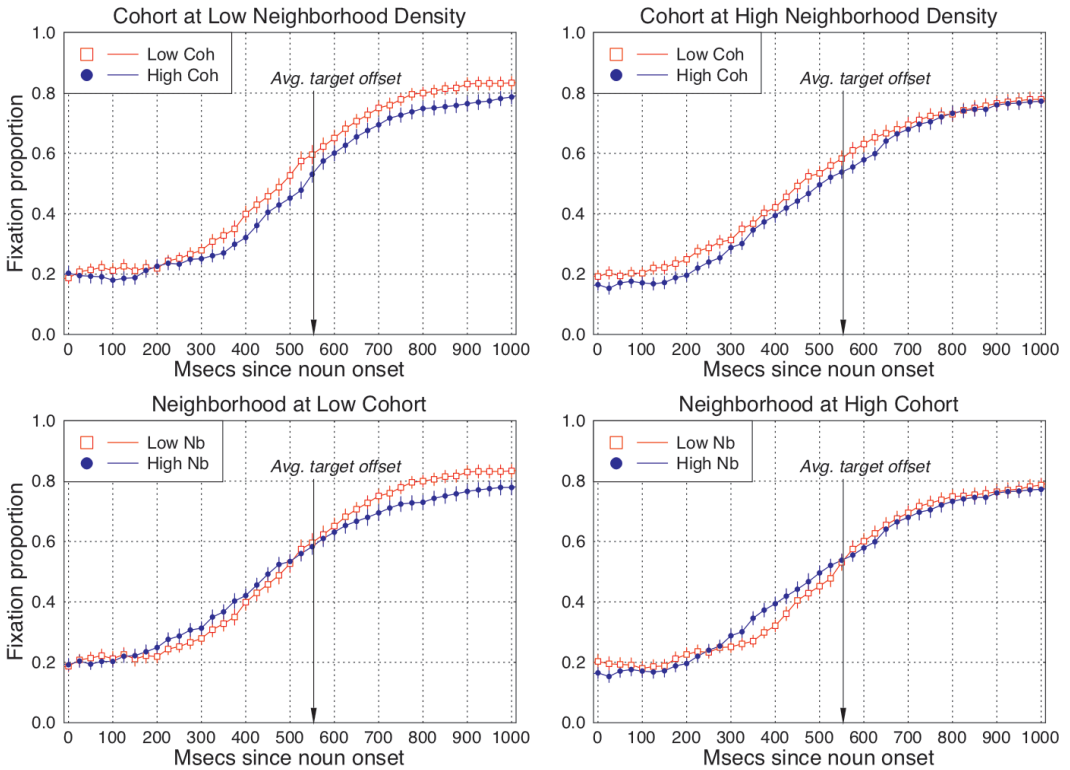 Cohort at Low Neighborhood Density
1.0
0.8
0.6
0.4
0.2
0.0
Fixation proportion
Low Coh
High Coh
Avg. target offset
0 100 200 300 400 500 600 700 800 900 1000
Msecs since noun onset
Cohort at High Neighborhood Density
1.0
0.8
0.6
0.4
0.2
0.0
Low Coh
High Coh
Avg. target offset
0 100 200 300 400 500 600 700 800 900 1000
Msecs since noun onset
Neighborhood at Low Cohort
1.0
0.8
0.6
0.4
0.2
0.0
Fixation proportion
Low Nb
High Nb
Avg. target offset
0 100 200 300 400 500 600 700 800 900 1000
Msecs since noun onset
Neighborhood at High Cohort
1.0
0.8
0.6
0.4
0.2
0.0
Low Nb
High Nb
Avg. target offset
0 100 200 300 400 500 600 700 800 900 1000
Msecs since noun onset